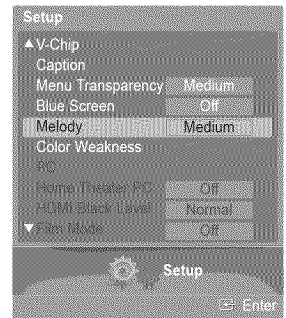 Setup
▲ V-Chip
Caption
Menu Transparency Medium
Blue Screen Off
Melody Medium
Color Weakness
PC
Home Theater PC Off
HDMI Black Level Normal
▼ Film Mode Off
Setup
Enter